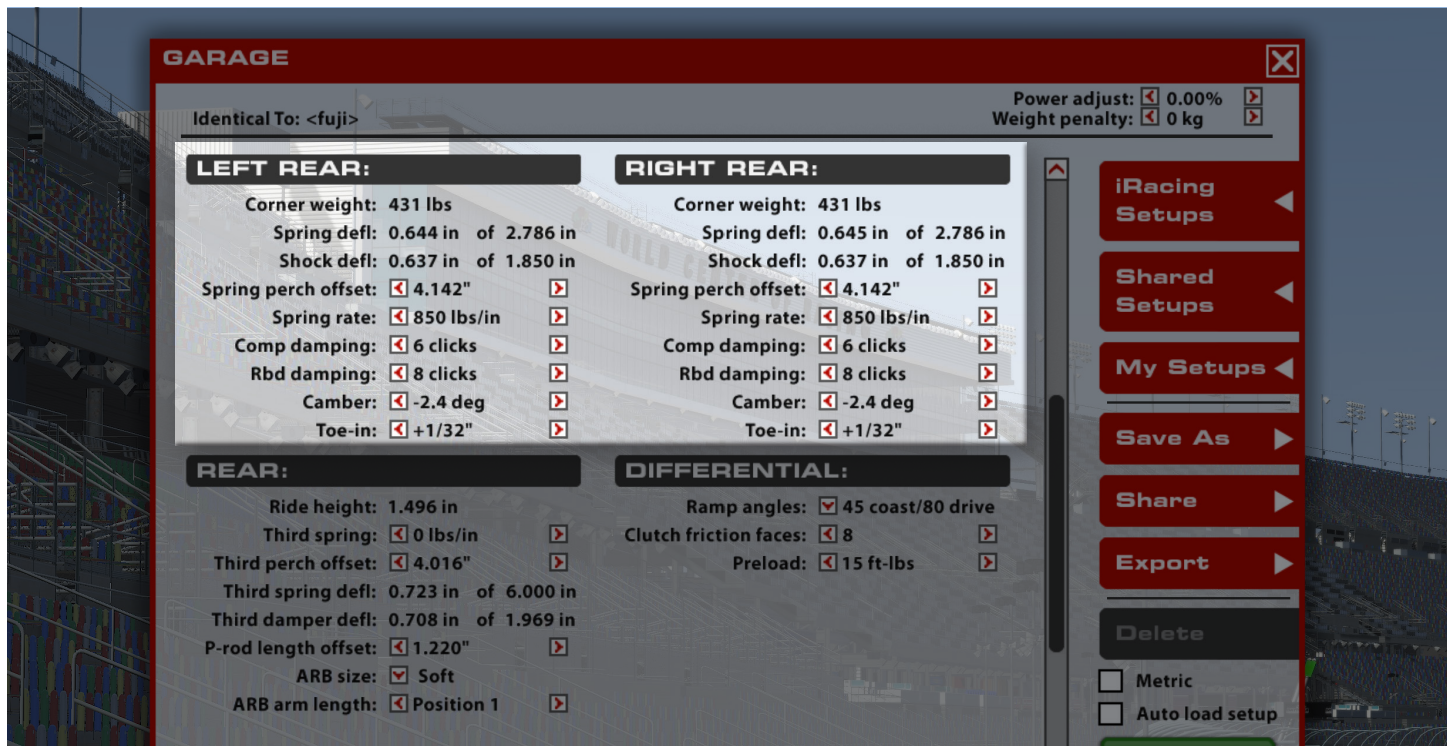 GARAGE
Identical To: <fuji>
Power adjust: 0.00%
Weight penalty: 0 kg
LEFT REAR:
Corner weight: 431 lbs
Spring defl: 0.644 in of 2.786 in
Shock defl: 0.637 in of 1.850 in
Spring perch offset: 4.142"
Spring rate: 850 lbs/in
Comp damping: 6 clicks
Rbd damping: 8 clicks
Camber: -2.4 deg
Toe-in: +1/32"
RIGHT REAR:
Corner weight: 431 lbs
Spring defl: 0.645 in of 2.786 in
Shock defl: 0.637 in of 1.850 in
Spring perch offset: 4.142"
Spring rate: 850 lbs/in
Comp damping: 6 clicks
Rbd damping: 8 clicks
Camber: -2.4 deg
Toe-in: +1/32"
REAR:
Ride height: 1.496 in
Third spring: 0 lbs/in
Third perch offset: 4.016"
Third spring defl: 0.723 in of 6.000 in
Third damper defl: 0.708 in of 1.969 in
P-rod length offset: 1.220"
ARB size: Soft
ARB arm length: Position 1
DIFFERENTIAL:
Ramp angles: 45 coast/80 drive
Clutch friction faces: 8
Preload: 15 ft-lbs
iRacing
Setups
Shared
Setups
My Setups
Save As
Share
Export
Delete
Metric
Auto load setup